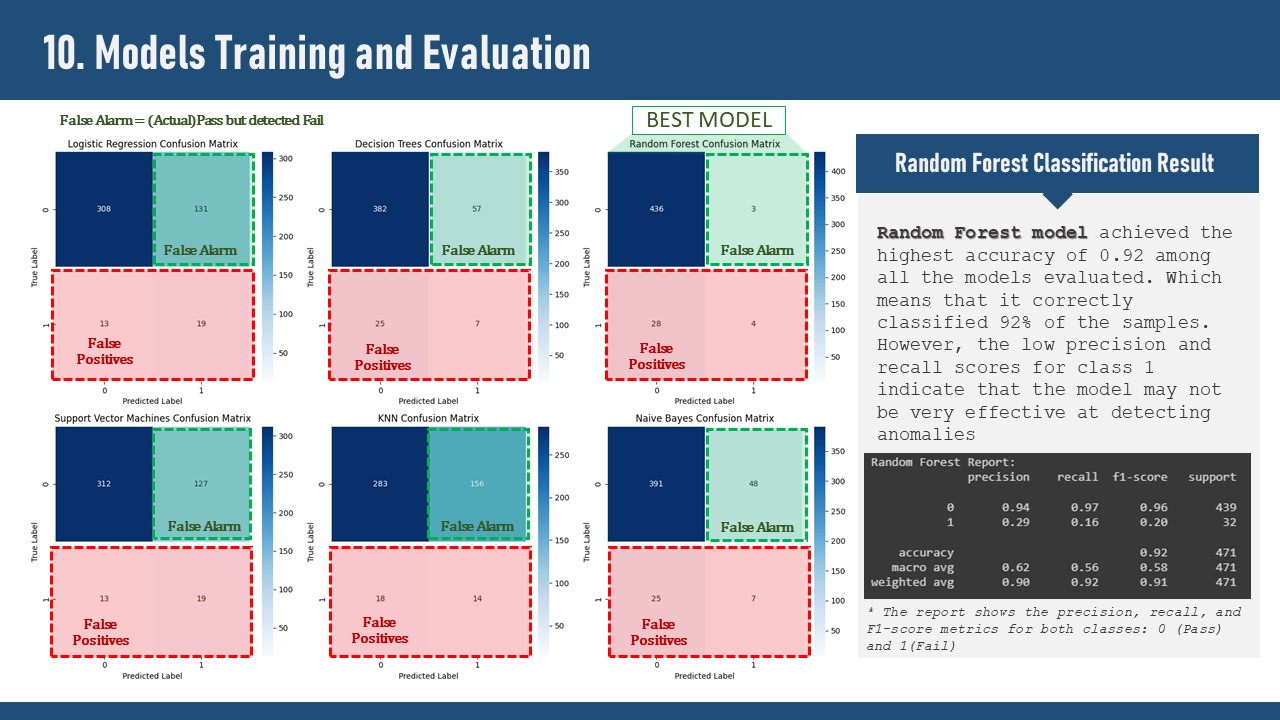 10. Models Training and Evaluation
False Alarm = (Actual)Pass but detected Fail
BEST MODEL
Logistic Regression Confusion Matrix
True Label
0
1
308
131
False Alarm
13
19
False
Positives
0
1
Predicted Label
300
250
200
150
100
50
Decision Trees Confusion Matrix
True Label
0
1
382
57
False Alarm
25
7
False
Positives
0
1
Predicted Label
350
300
250
200
150
100
50
Random Forest Confusion Matrix
True Label
0
1
436
3
False Alarm
28
4
False
Positives
0
1
Predicted Label
400
350
300
250
200
150
100
50
Support Vector Machines Confusion Matrix
True Label
0
1
312
127
False Alarm
13
19
False
Positives
0
1
Predicted Label
300
250
200
150
100
50
KNN Confusion Matrix
True Label
0
1
283
156
False Alarm
18
14
False
Positives
0
1
Predicted Label
250
200
150
100
50
Naive Bayes Confusion Matrix
True Label
0
1
391
48
False Alarm
25
7
False
Positives
0
1
Predicted Label
350
300
250
200
150
100
50
Random Forest Classification Result
Random Forest model achieved the
highest accuracy of 0.92 among
all the models evaluated. Which
means that it correctly
classified 92% of the samples.
However, the low precision and
recall scores for class 1
indicate that the model may not
be very effective at detecting
anomalies
Random Forest Report:
precision recall f1-score support
0 0.94 0.97 0.96 439
1 0.29 0.16 0.20 32
accuracy 0.92 471
macro avg 0.62 0.56 0.58 471
weighted avg 0.90 0.92 0.91 471
* The report shows the precision, recall, and
F1-score metrics for both classes: 0 (Pass)
and 1(Fail)